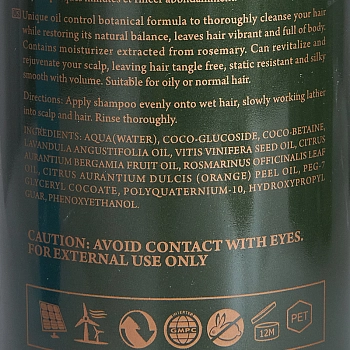 Unique oil control botanical formula to thoroughly cleanse your hair
while restoring its natural balance, leaves hair vibrant and full of body.
Contains moisturizer extracted from rosemary. Can revitalize and
rejuvenate your scalp, leaving hair tangle free, static resistant and silky
smooth with volume. Suitable for oily or normal hair.
Directions: Apply shampoo evenly onto wet hair, slowly working lather
into scalp and hair. Rinse thoroughly.
INGREDIENTS: AQUA(WATER), COCO-GLUCOSIDE, COCO-BETAINE,
LAVANDULA ANGUSTIFOLIA OIL, VITIS VINIFERA SEED OIL, CITRUS
AURANTIUM BERGAMIA FRUIT OIL, ROSMARINUS OFFICINALIS LEAF
OIL, CITRUS AURANTIUM DULCIS (ORANGE) PEEL OIL, PEG-7
GLYCERYL COCOATE, POLYQUATERNIUM-10, HYDROXYPROPYL
GUAR, PHENOXYETHANOL.
CAUTION: AVOID CONTACT WITH EYES.
FOR EXTERNAL USE ONLY
GMPC
12M
PET